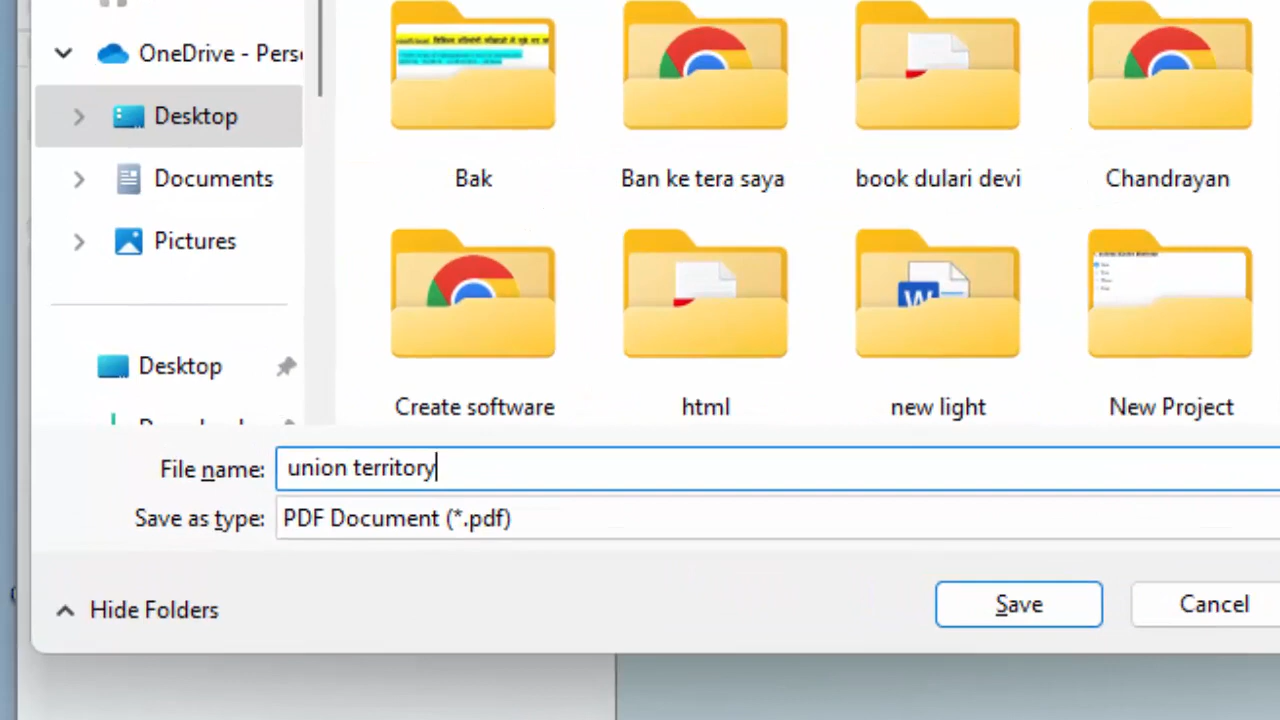 OneDrive - Pers
Desktop
Documents
Pictures
Desktop
Bak
Ban ke tera saya
book dulari devi
Chandrayan
Create software
html
new light
New Project
File name: union territory
Save as type: PDF Document (*.pdf)
Hide Folders
Save
Cancel